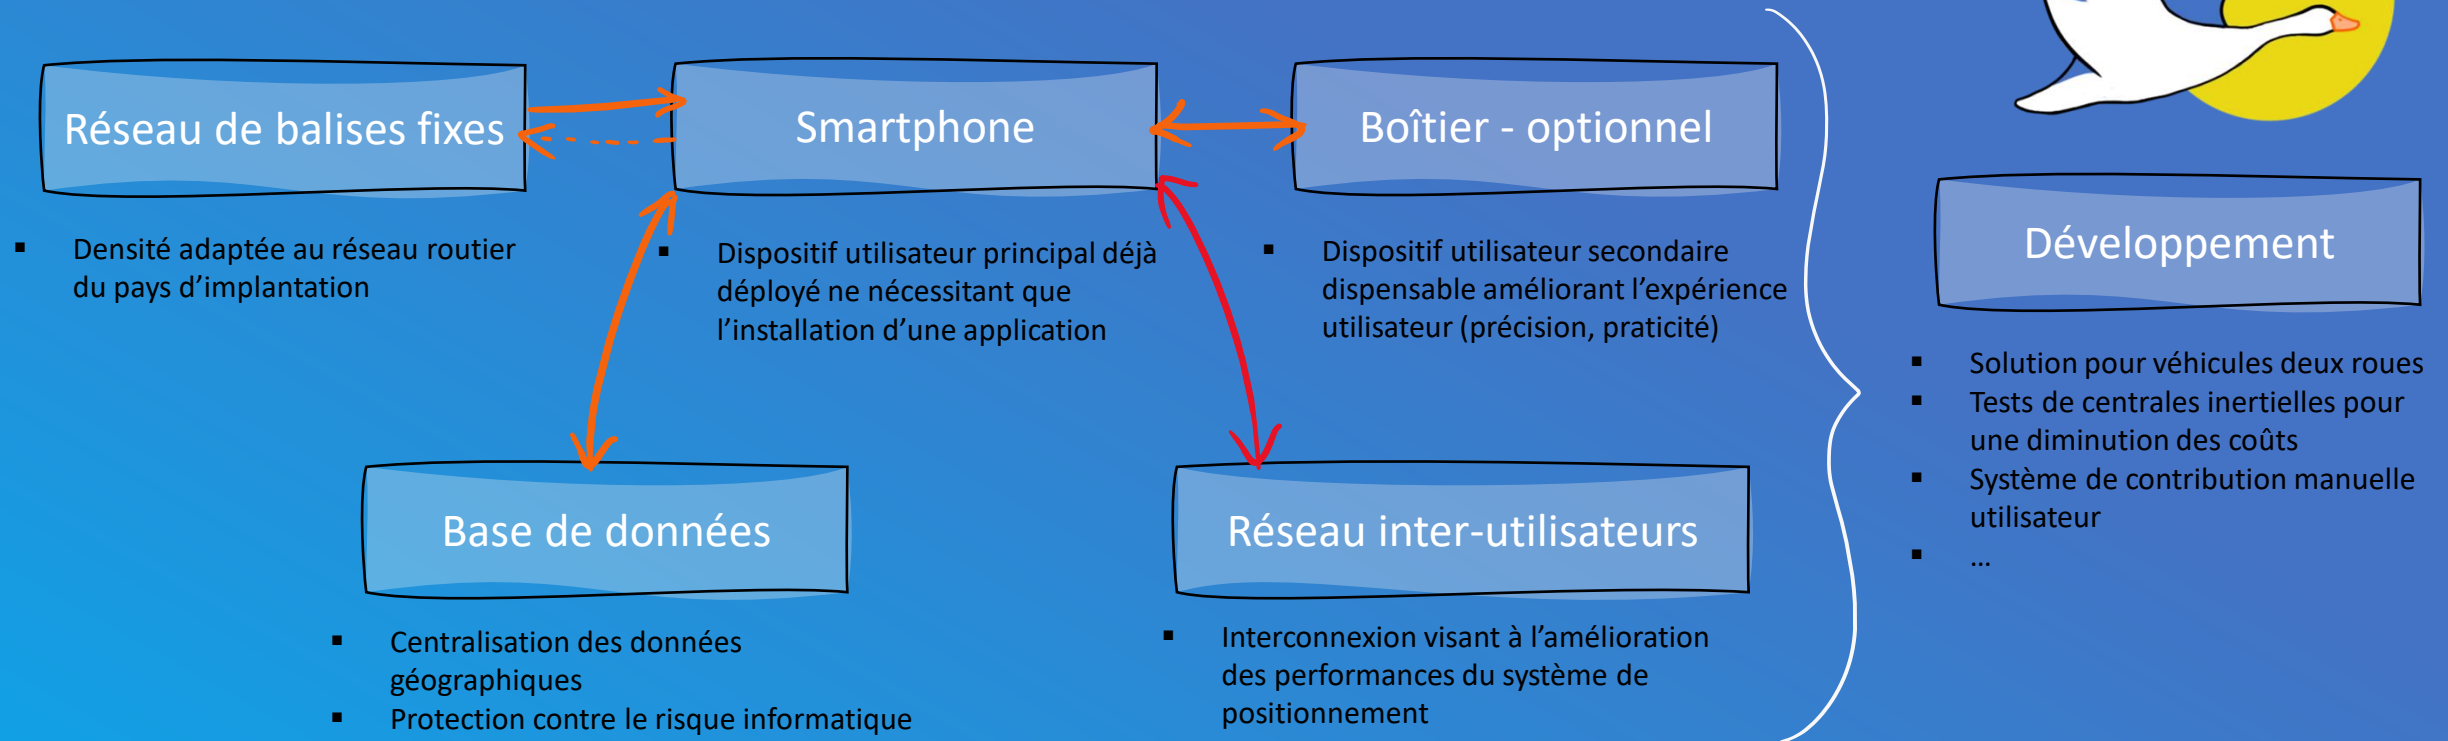 Réseau de balises fixes
▪ Densité adaptée au réseau routier
du pays d’implantation
Smartphone
▪ Dispositif utilisateur principal déjà
déployé ne nécessitant que
l’installation d’une application
Boîtier - optionnel
▪ Dispositif utilisateur secondaire
dispensable améliorant l’expérience
utilisateur (précision, praticité)
Base de données
▪ Centralisation des données
géographiques
▪ Protection contre le risque informatique
Réseau inter-utilisateurs
▪ Interconnexion visant à l’amélioration
des performances du système de
positionnement
Développement
▪ Solution pour véhicules deux roues
▪ Tests de centrales inertielles pour
une diminution des coûts
▪ Système de contribution manuelle
utilisateur
▪ …